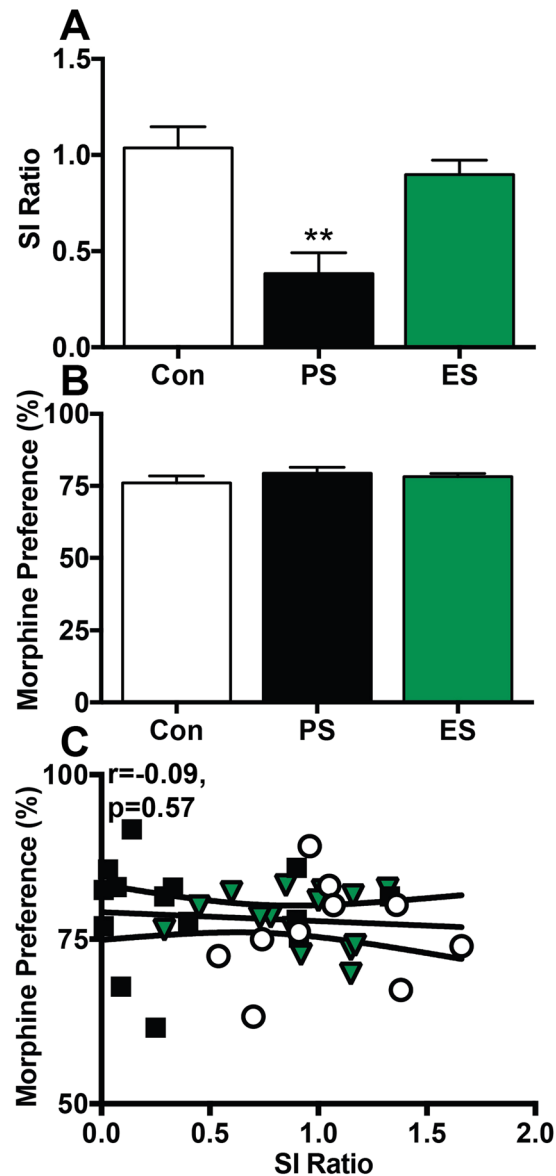 A
1.5
1.0
0.5
0.0
SI Ratio
**
Con PS ES
B
100
75
50
25
0
Morphine Preference (%)
Con PS ES
C
100
75
50
Morphine Preference (%)
r=-0.09,
p=0.57
0.0 0.5 1.0 1.5 2.0
SI Ratio